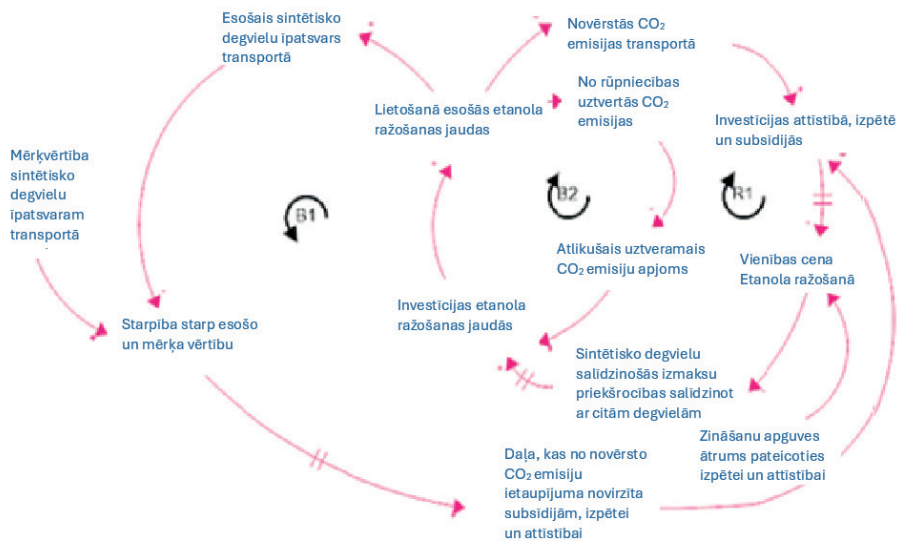 Esošais sintētisko
degvielu īpatsvars
transportā
Novērstās CO₂
emisijas transportā
No rūpniecības
uztvertās CO₂
emisijas
Lietošanā esošās etanola
ražošanas jaudas
Investīcijas attīstībā, izpētē
un subsīdijās
Mērķvērtība
sintētisko
degvielu
īpatsvaram
transportā
B1
B2
R1
Atlikušais uztveramais
CO₂ emisiju apjoms
Vienības cena
Etanola ražošanā
Investīcijas etanola
ražošanas jaudās
Starpība starp esošo
un mērķa vērtību
Sintētisko degvielu
salīdzinošās izmaksu
priekšrocības salīdzinot
ar citām degvielām
Zināšanu apguves
ātrums pateicoties
izpētei un attīstībai
Daļa, kas no novērsto
CO₂ emisiju
ietaupījuma novirzīta
subsīdijām, izpētei
un attīstībai